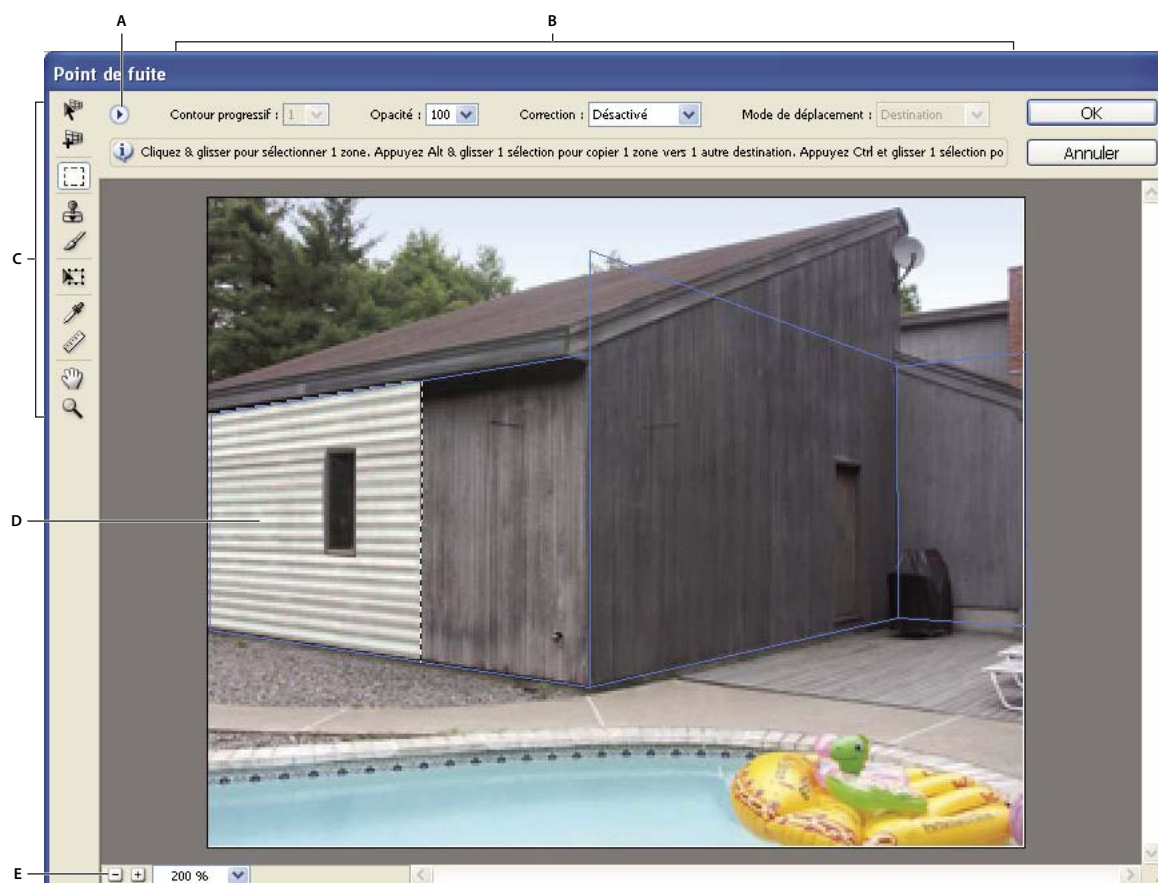 A
B
Point de fuite
Contour progressif : 1 Opacité : 100 Correction : Désactivé Mode de déplacement : Destination OK
Cliquez & glisser pour sélectionner 1 zone. Appuyez Alt & glisser 1 sélection pour copier 1 zone vers 1 autre destination. Appuyez Ctrl et glisser 1 sélection po Annuler
C
D
E
200 %